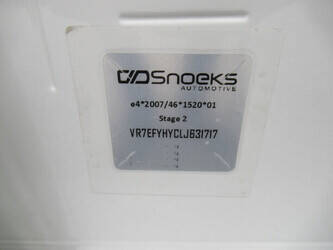 Snoeks
AUTOMOTIVE
e4*2007/46*1520*01
Stage 2
VR7EFYHYCLJ631717